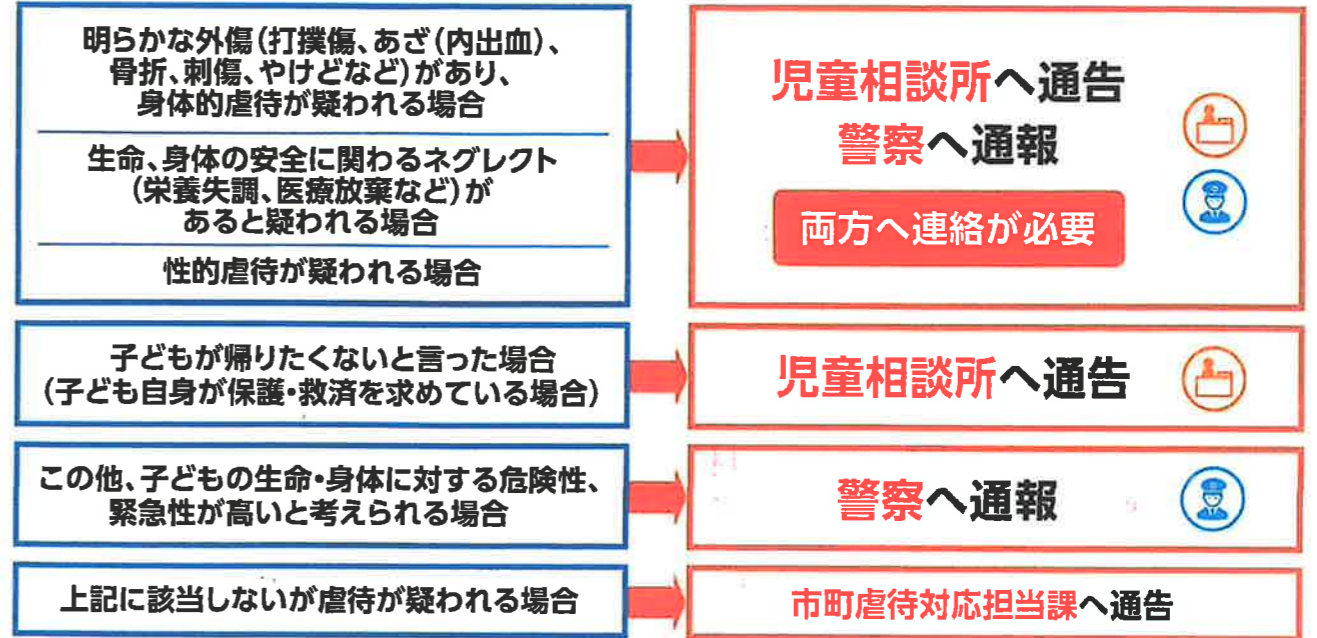 明らかな外傷(打撲傷、あざ(内出血)、
骨折、刺傷、やけどなど)があり、
身体的虐待が疑われる場合
生命、身体の安全に関わるネグレクト
(栄養失調、医療放棄など)が
あると疑われる場合
性的虐待が疑われる場合
児童相談所へ通告
警察へ通報
両方へ連絡が必要
子どもが帰りたくないと言った場合
(子ども自身が保護・救済を求めている場合)
児童相談所へ通告
この他、子どもの生命・身体に対する危険性、
緊急性が高いと考えられる場合
警察へ通報
上記に該当しないが虐待が疑われる場合
市町虐待対応担当課へ通告